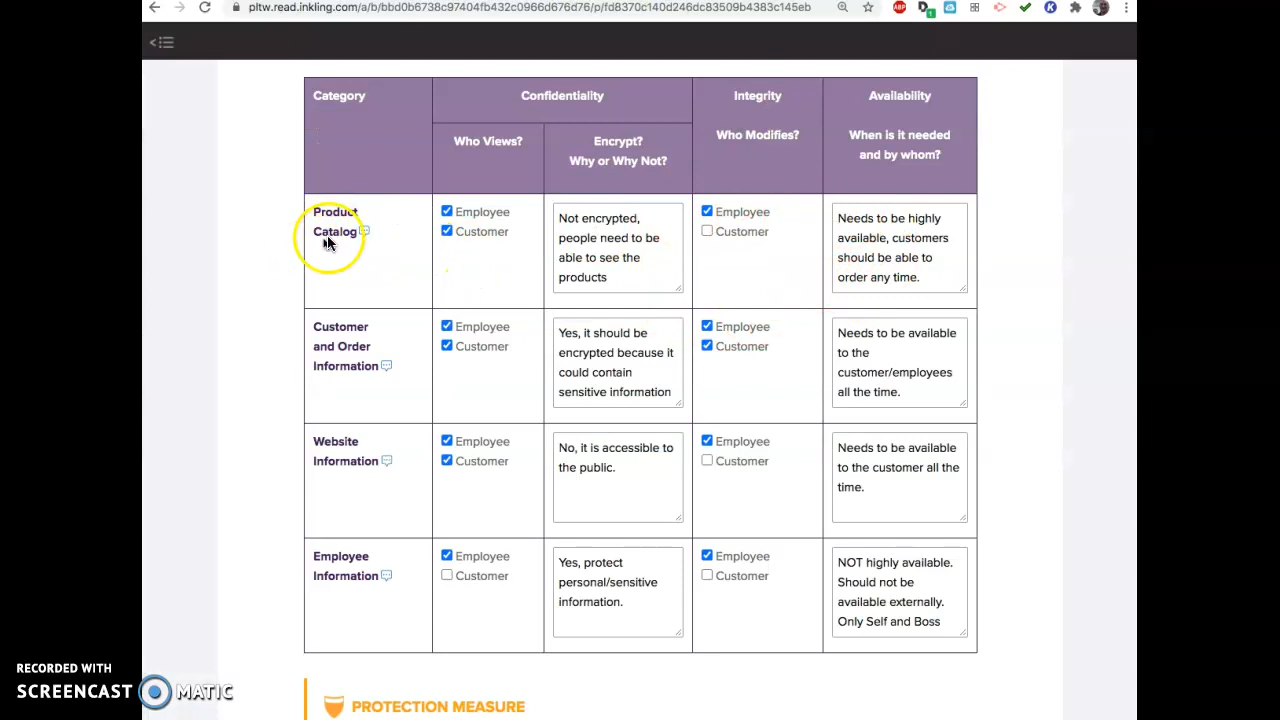 pltw.read.inkling.com/a/b/bbd0b6738c97404fb432c0966d676d76/p/fd8370c140d246dc83509b4383c145eb
ABP
1
K
Category
Confidentiality
Integrity
Availability
Who Views?
Encrypt?
Why or Why Not?
Who Modifies?
When is it needed
and by whom?
Product
Catalog
Employee
Customer
Not encrypted,
people need to be
able to see the
products
Employee
Customer
Needs to be highly
available, customers
should be able to
order any time.
Customer
and Order
Information
Employee
Customer
Yes, it should be
encrypted because it
could contain
sensitive information
Employee
Customer
Needs to be available
to the
customer/employees
all the time.
Website
Information
Employee
Customer
No, it is accessible to
the public.
Employee
Customer
Needs to be available
to the customer all the
time.
Employee
Information
Employee
Customer
Yes, protect
personal/sensitive
information.
Employee
Customer
NOT highly available.
Should not be
available externally.
Only Self and Boss
PROTECTION MEASURE
RECORDED WITH
SCREENCAST MATIC